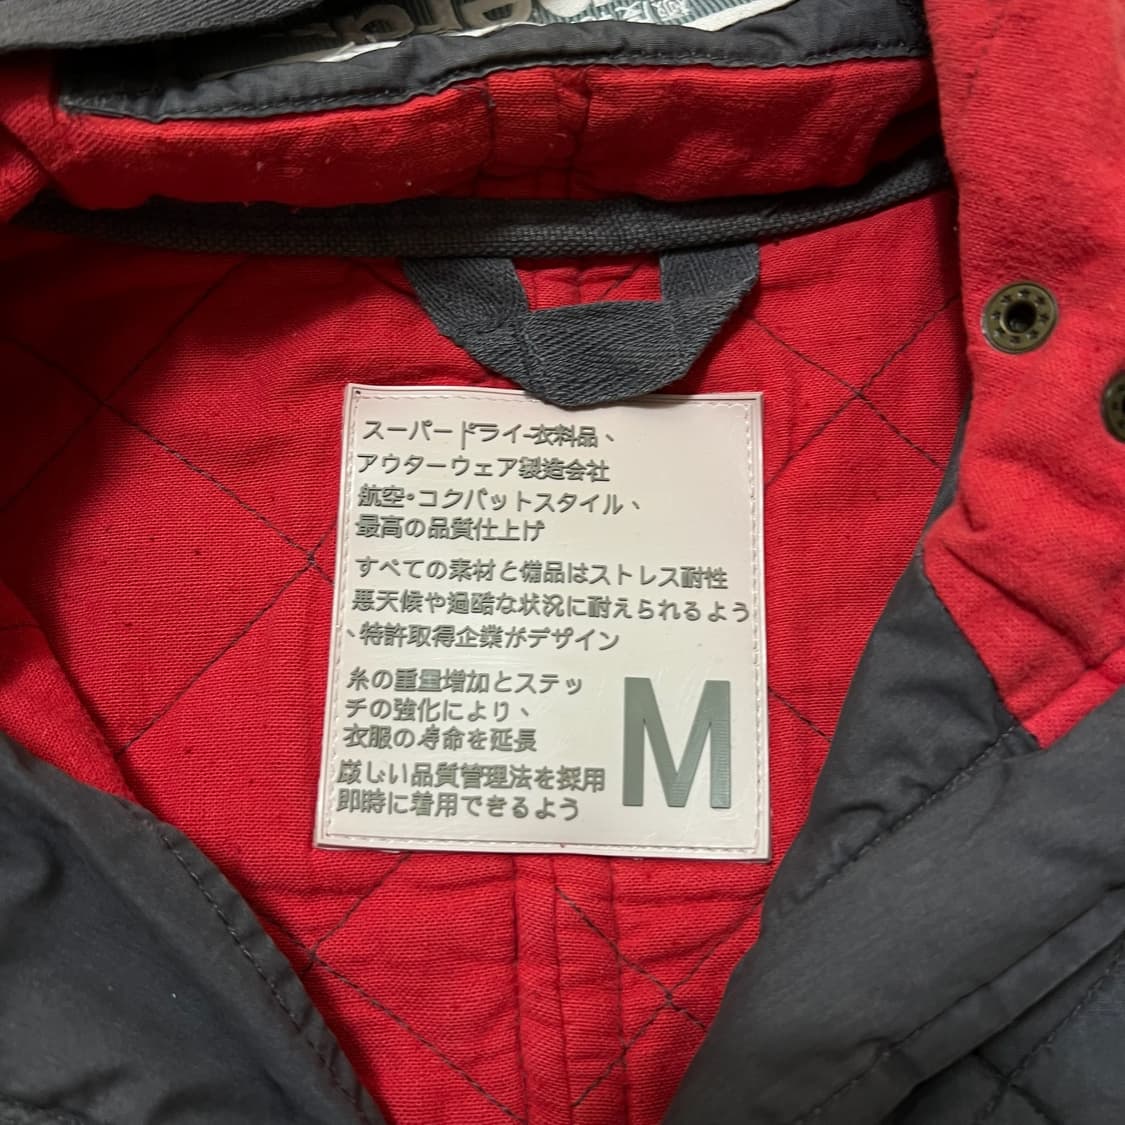 スーパードライ-衣料品、
アウターウェア製造会社
航空・コクパットスタイル、
最高の品質仕上げ
すべての素材と備品はストレス耐性
悪天候や過酷な状況に耐えられるよう
、特許取得企業がデザイン
糸の重量増加とステッ
チの強化により、
衣服の寿命を延長
厳しい品質管理法を採用
即時に着用できるよう
M